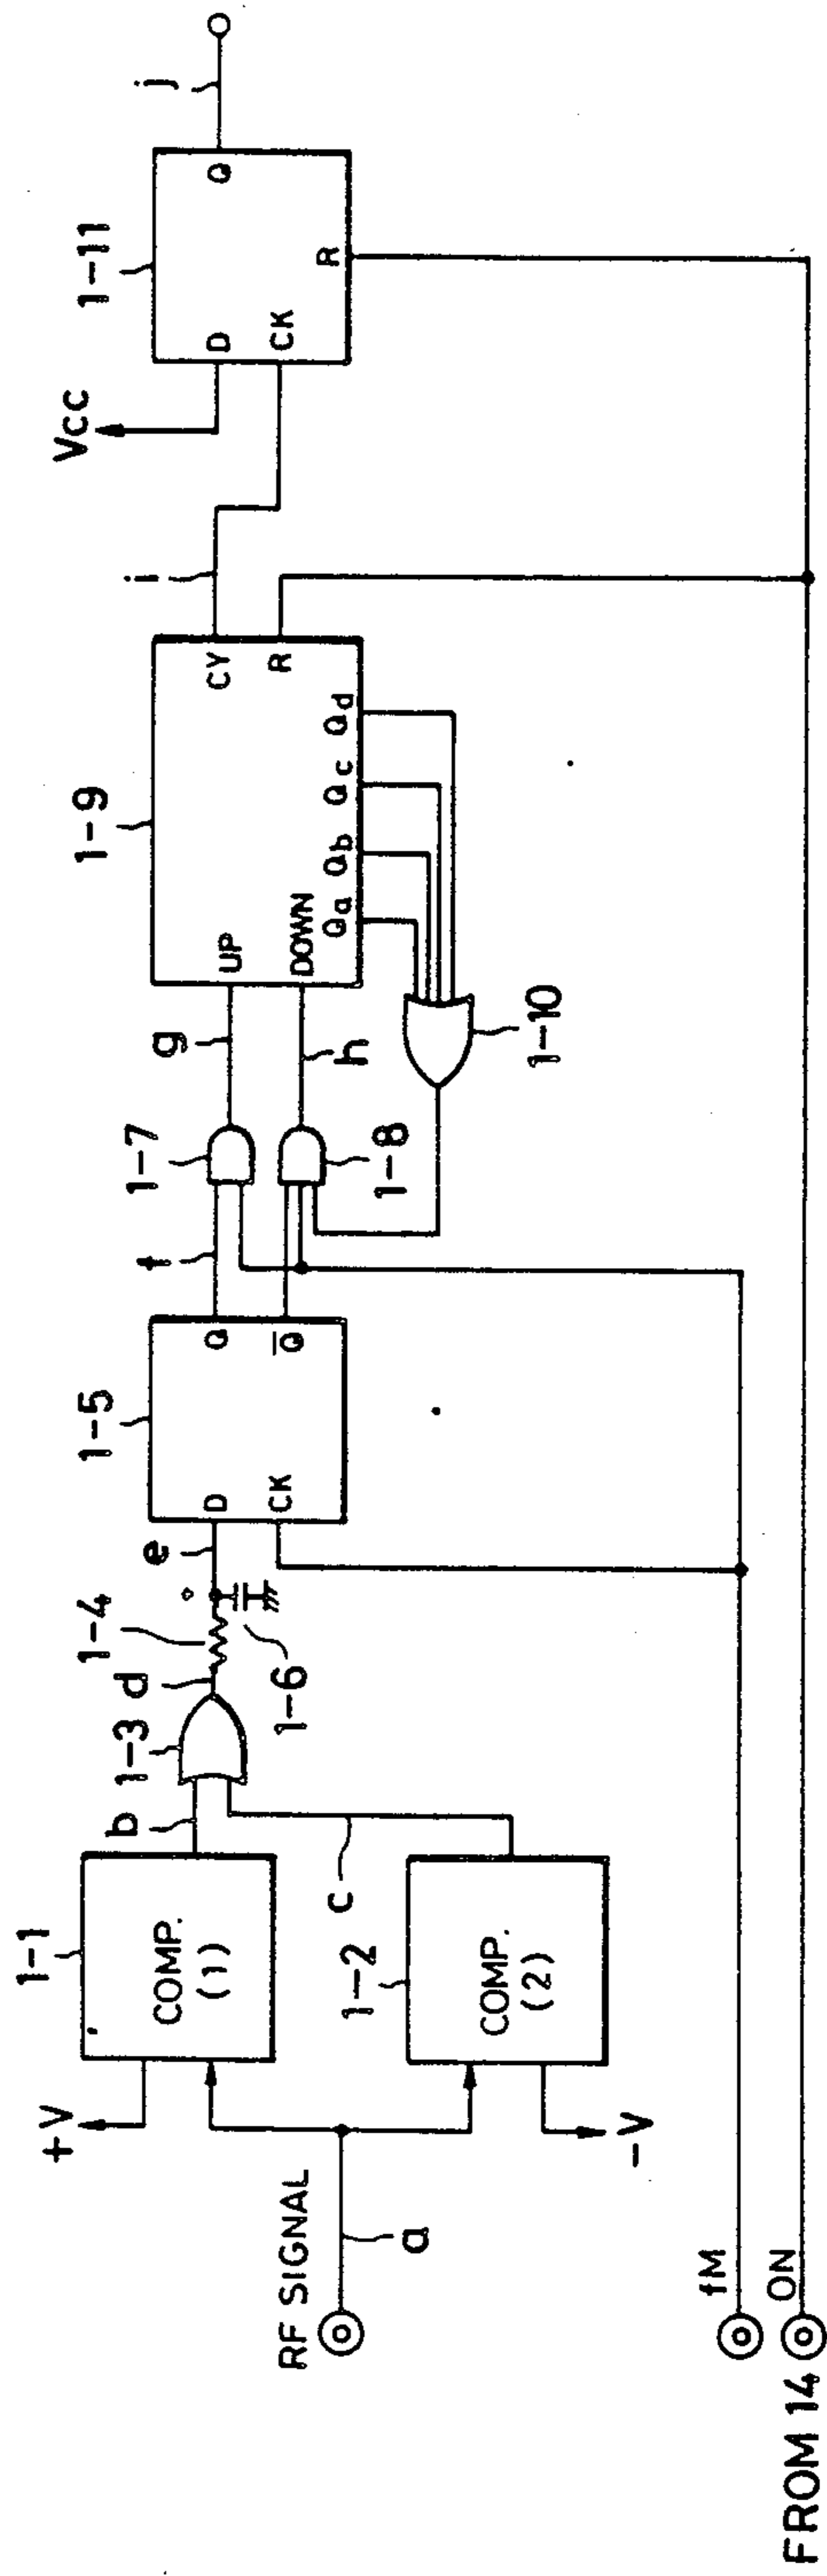 RF SIGNAL
a
+V
-V
1-1
COMP.
(1)
1-2
COMP.
(2)
b
c
1-3
d
1-4
1-6
e
1-5
D
CK
Q
Q̅
f
1-7
1-8
g
h
1-9
UP
DOWN
CY
R
Qa
Qb
Qc
Qd
1-10
i
Vcc
1-11
D
CK
Q
R
j
fM
ON
FROM 14